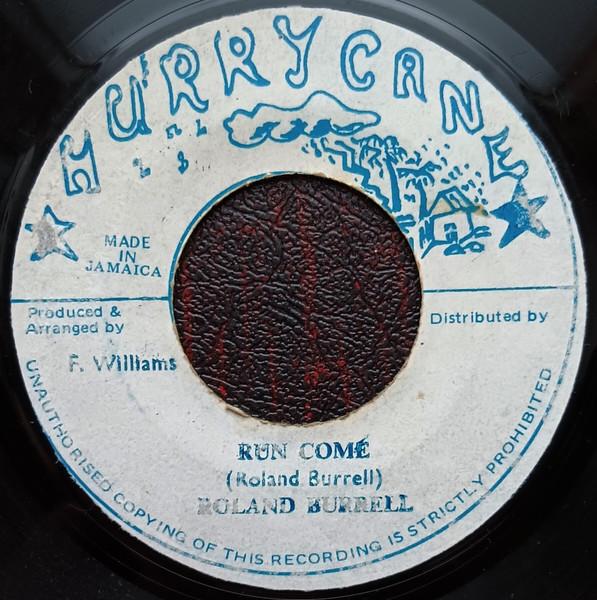 HURRYCANE
MADE
IN
JAMAICA
Produced &
Arranged by
F. Williams
Distributed by
RUN COME
(Roland Burrell)
ROLAND BURRELL
UNAUTHORISED COPYING OF THIS RECORDING IS STRICTLY PROHIBITED